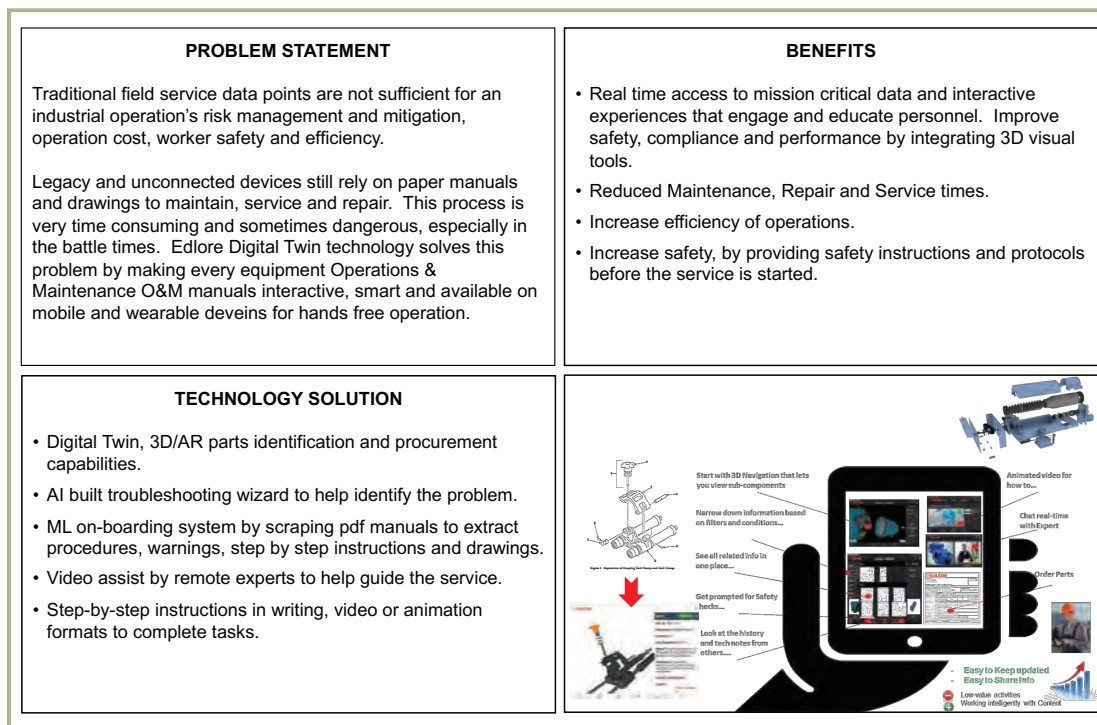 PROBLEM STATEMENT
Traditional field service data points are not sufficient for an
industrial operation's risk management and mitigation,
operation cost, worker safety and efficiency.
Legacy and unconnected devices still rely on paper manuals
and drawings to maintain, service and repair.  This process is
very time consuming and sometimes dangerous, especially in
the battle times.  Edlore Digital Twin technology solves this
problem by making every equipment Operations &
Maintenance O&M manuals interactive, smart and available on
mobile and wearable deveins for hands free operation.
BENEFITS
• Real time access to mission critical data and interactive
experiences that engage and educate personnel.  Improve
safety, compliance and performance by integrating 3D visual
tools.
• Reduced Maintenance, Repair and Service times.
• Increase efficiency of operations.
• Increase safety, by providing safety instructions and protocols
before the service is started.
TECHNOLOGY SOLUTION
• Digital Twin, 3D/AR parts identification and procurement
capabilities.
• AI built troubleshooting wizard to help identify the problem.
• ML on-boarding system by scraping pdf manuals to extract
procedures, warnings, step by step instructions and drawings.
• Video assist by remote experts to help guide the service.
• Step-by-step instructions in writing, video or animation
formats to complete tasks.
Start with 3D Navigation that lets
you view sub-components
Narrow down information based
on filters and conditions...
See all related info in
one place...
Get prompted for Safety
checks...
Look at the history
and tech notes from
others....
Animated video for
how to...
Chat real-time
with Expert
Order Parts
- Easy to Keep updated
- Easy to Share Info
Low-value activities
Working intelligently with Content